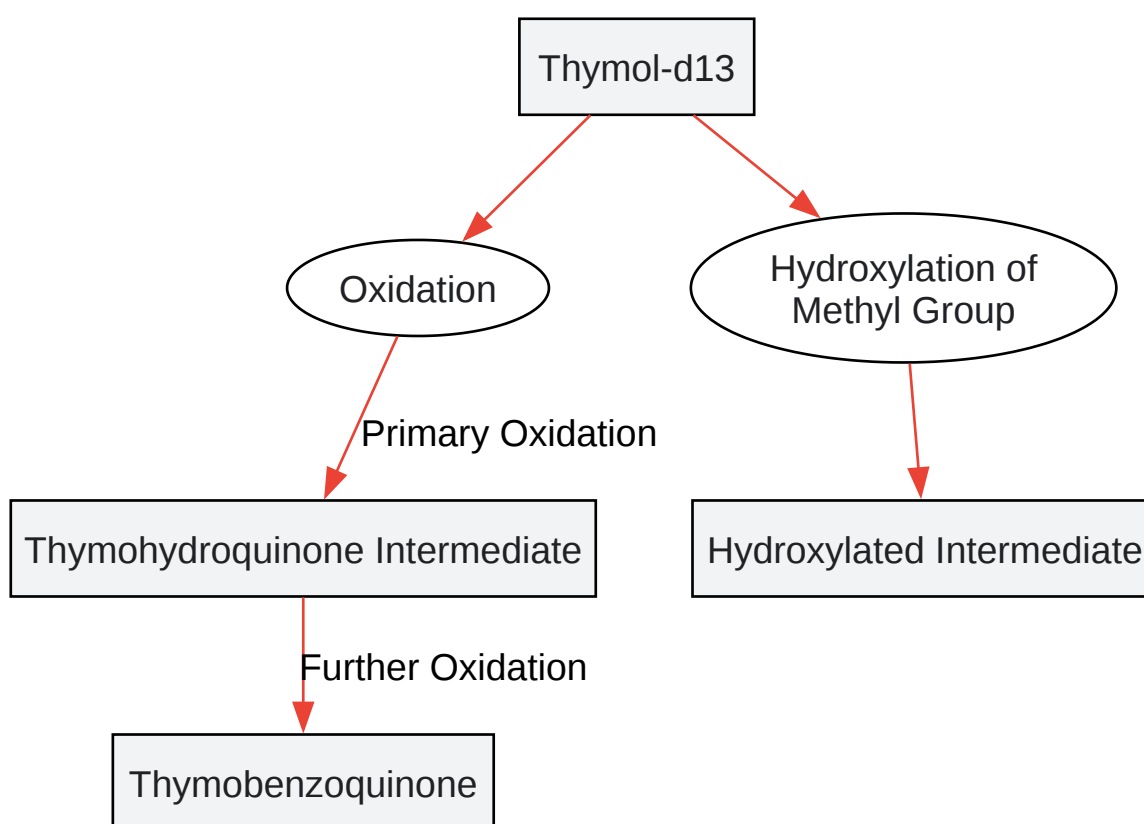 Thymol-d13
Oxidation
Hydroxylation of
Methyl Group
Primary Oxidation
Thymohydroquinone Intermediate
Hydroxylated Intermediate
Further Oxidation
Thymobenzoquinone